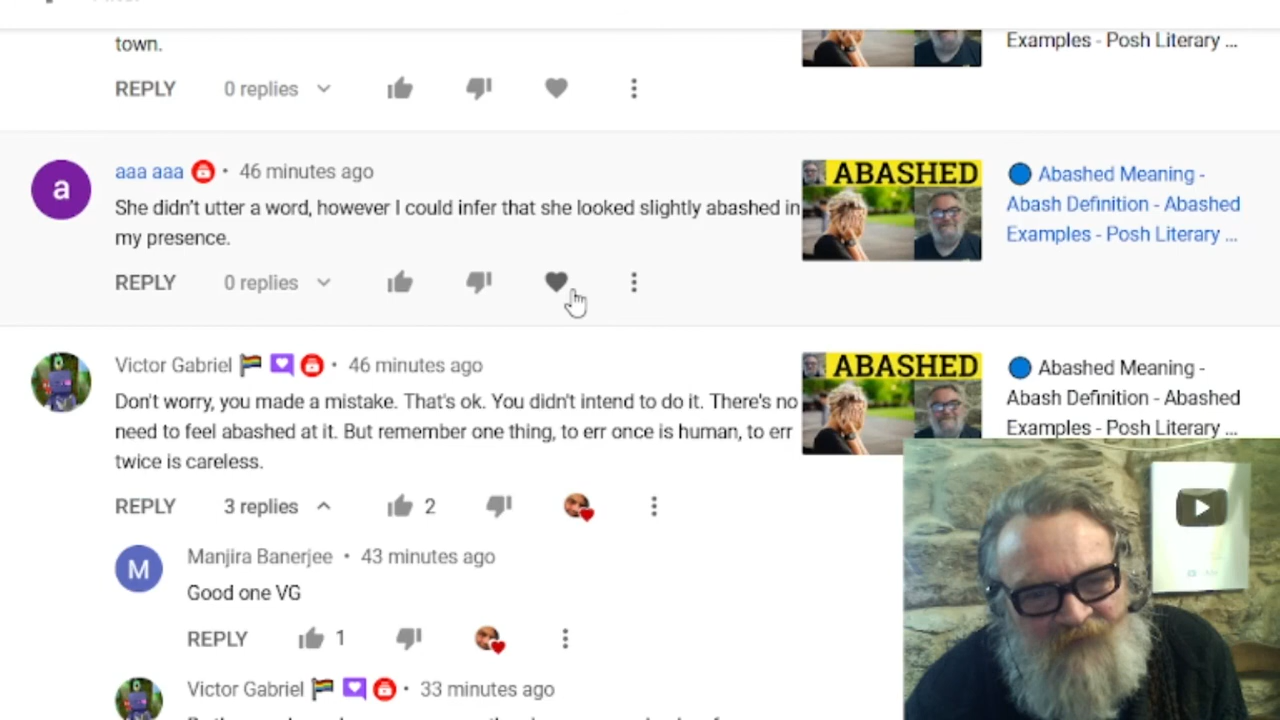 town.
Examples - Posh Literary ...
REPLY 0 replies
aaa aaa • 46 minutes ago
She didn't utter a word, however I could infer that she looked slightly abashed in
my presence.
ABASHED
Abashed Meaning -
Abash Definition - Abashed
Examples - Posh Literary ...
REPLY 0 replies
Victor Gabriel • 46 minutes ago
Don't worry, you made a mistake. That's ok. You didn't intend to do it. There's no
need to feel abashed at it. But remember one thing, to err once is human, to err
twice is careless.
ABASHED
Abashed Meaning -
Abash Definition - Abashed
Examples - Posh Literary ...
REPLY 3 replies 2
M
Manjira Banerjee • 43 minutes ago
Good one VG
REPLY 1
Victor Gabriel • 33 minutes ago